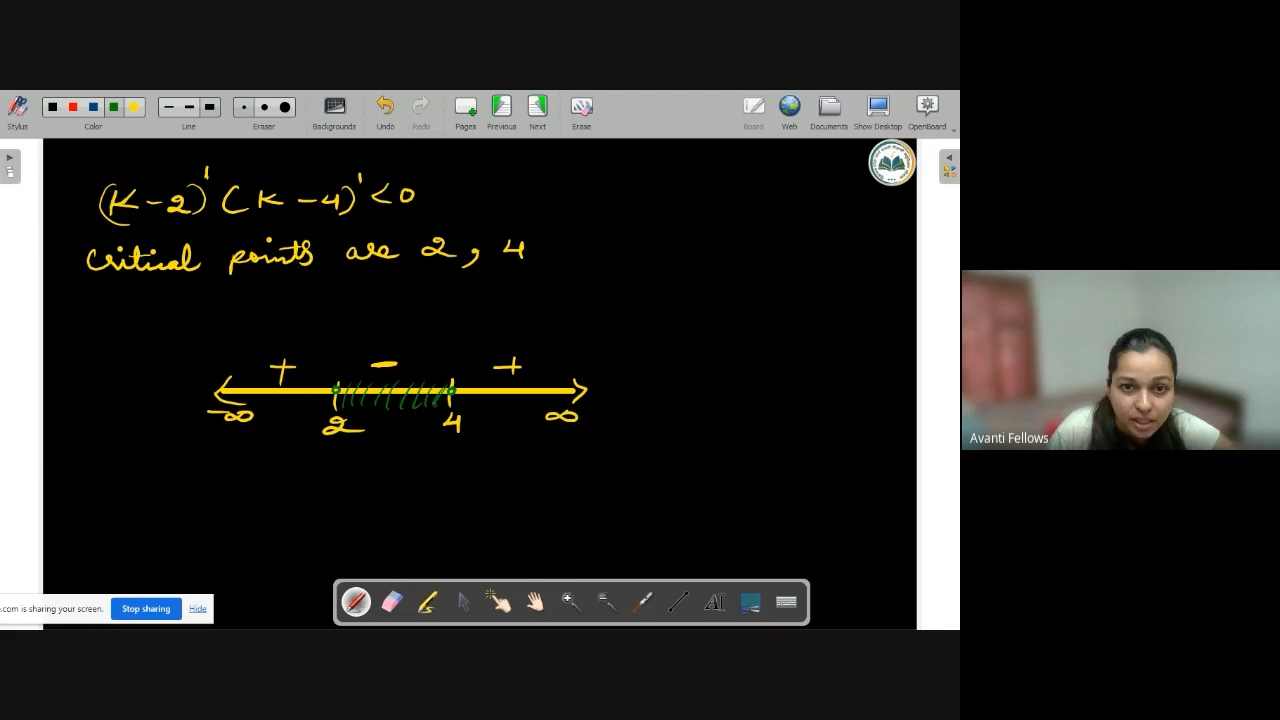 Stylus Color Line Eraser Backgrounds Undo Redo Pages Previous Next Erase Board Web Documents Show Desktop OpenBoard
(K-2)¹ (K-4)¹ <0
Critical points are 2, 4
+ - +
-∞ 2 4 ∞
Avanti Fellows
.com is sharing your screen. Stop sharing Hide